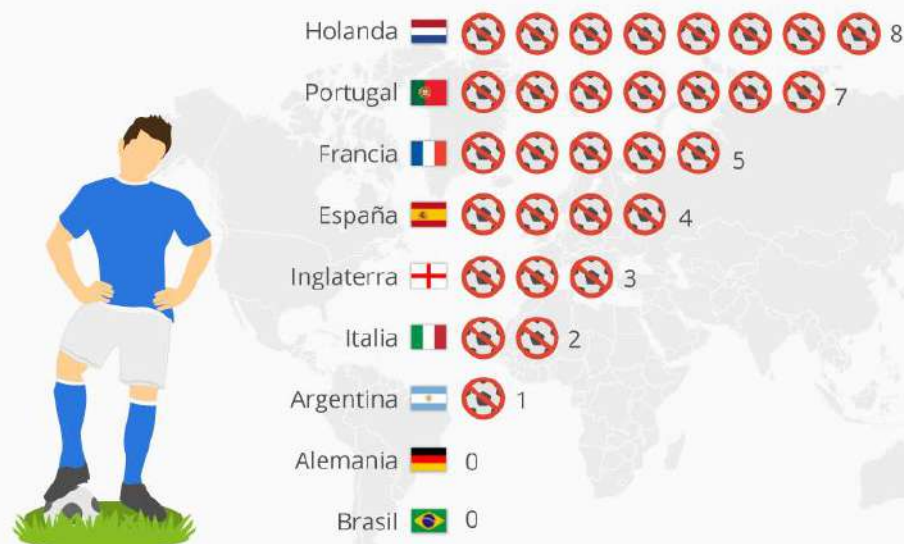 Holanda 8
Portugal 7
Francia 5
España 4
Inglaterra 3
Italia 2
Argentina 1
Alemania 0
Brasil 0